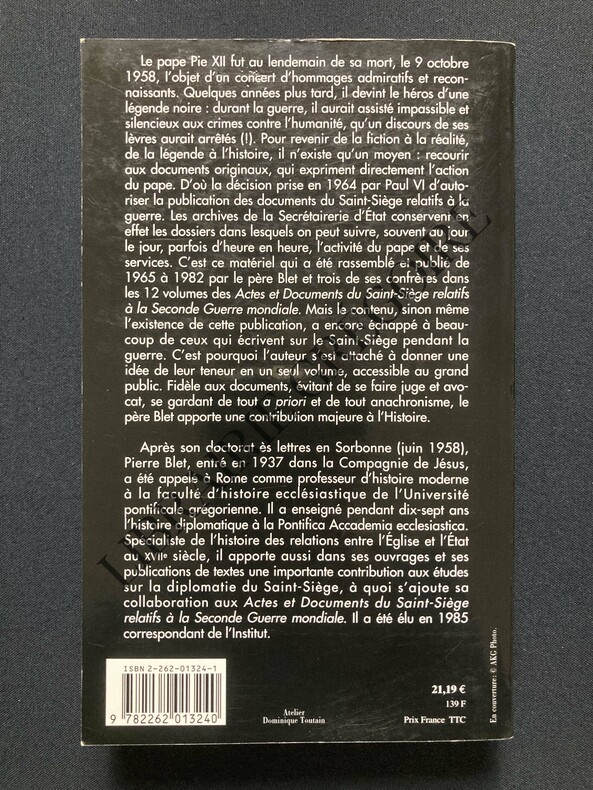 Le pape Pie XII fut au lendemain de sa mort, le 9 octobre
1958, l'objet d'un concert d'hommages admiratifs et recon-
naissants. Quelques années plus tard, il devint le héros d'une
légende noire : durant la guerre, il aurait assisté impassible et
silencieux aux crimes contre l'humanité, qu'un discours de ses
lèvres aurait arrêtés (!). Pour revenir de la fiction à la réalité,
de la légende à l'histoire, il n'existe qu'un moyen : recourir
aux documents originaux, qui expriment directement l'action
du pape. D'où la décision prise en 1964 par Paul VI d'auto-
riser la publication des documents du Saint-Siège relatifs à la
guerre. Les archives de la Secrétairerie d'État conservent en
effet les dossiers dans lesquels on peut suivre, souvent au jour
le jour, parfois d'heure en heure, l'activité du pape et de ses
services. C'est ce matériel qui a été rassemblé et publié de
1965 à 1982 par le père Blet et trois de ses confrères dans
les 12 volumes des Actes et Documents du Saint-Siège relatifs
à la Seconde Guerre mondiale. Mais le contenu, sinon même
l'existence de cette publication, a encore échappé à beau-
coup de ceux qui écrivent sur le Saint-Siège pendant la
guerre. C'est pourquoi l'auteur s'est attaché à donner une
idée de leur teneur en un seul volume, accessible au grand
public. Fidèle aux documents, évitant de se faire juge et avo-
cat, se gardant de tout a priori et de tout anachronisme, le
père Blet apporte une contribution majeure à l'Histoire.
Après son doctorat ès lettres en Sorbonne (juin 1958),
Pierre Blet, entré en 1937 dans la Compagnie de Jésus,
a été appelé à Rome comme professeur d'histoire moderne
à la faculté d'histoire ecclésiastique de l'Université
pontificale grégorienne. Il a enseigné pendant dix-sept ans
l'histoire diplomatique à la Pontifica Accademia ecclesiastica.
Spécialiste de l'histoire des relations entre l'Église et l'État
au XVIIe siècle, il apporte aussi dans ses ouvrages et ses
publications de textes une importante contribution aux études
sur la diplomatie du Saint-Siège, à quoi s'ajoute sa
collaboration aux Actes et Documents du Saint-Siège
relatifs à la Seconde Guerre mondiale. Il a été élu en 1985
correspondant de l'Institut.
ISBN 2-262-01324-1
9 782262 013240
Atelier
Dominique Toutain
21,19 €
139 F
Prix France TTC
En couverture : © AKG Photo.